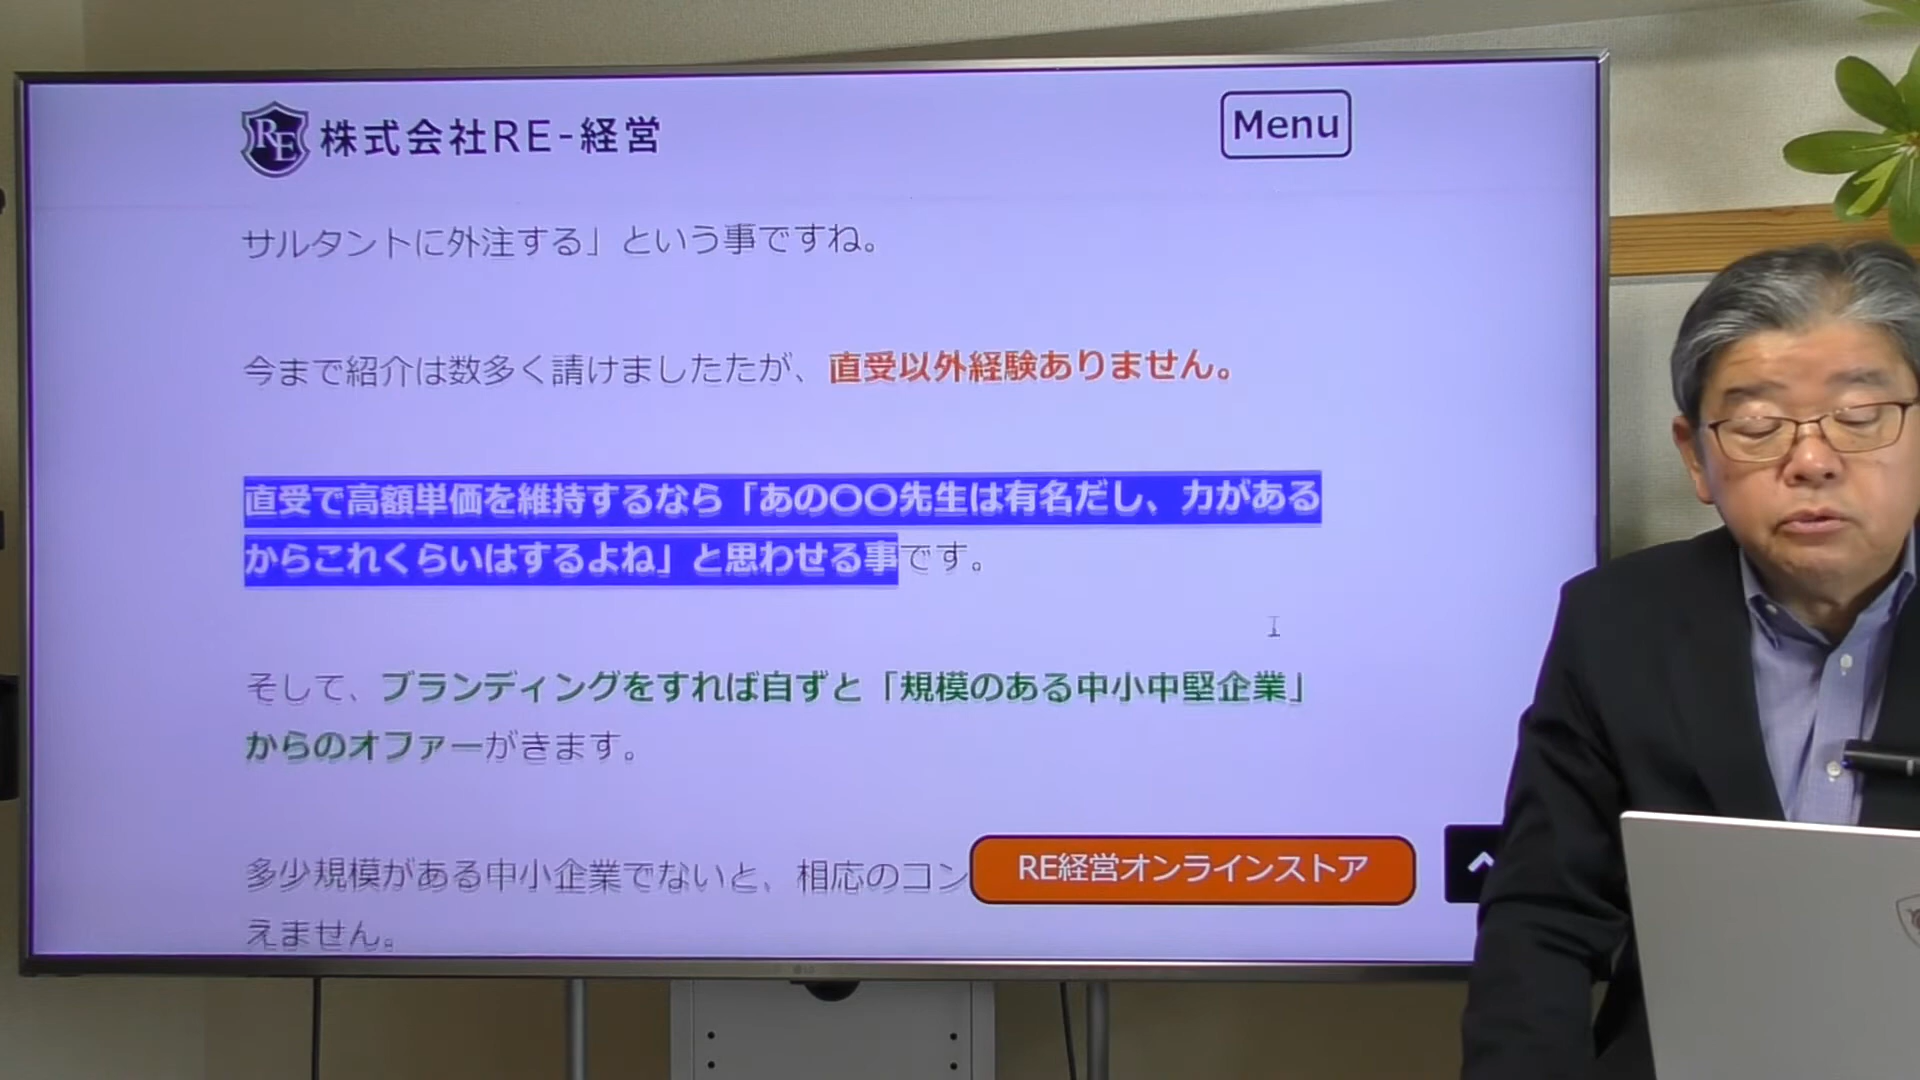 RE 株式会社RE-経営
Menu
サルタントに外注する」という事ですね。
今まで紹介は数多く請けましたたが、直受以外経験ありません。
直受で高額単価を維持するなら「あの〇〇先生は有名だし、力がある
からこれくらいはするよね」と思わせる事です。
そして、ブランディングをすれば自ずと「規模のある中小中堅企業」
からのオファーがきます。
多少規模がある中小企業でないと、相応のコン
RE経営オンラインストア
えません。
LG